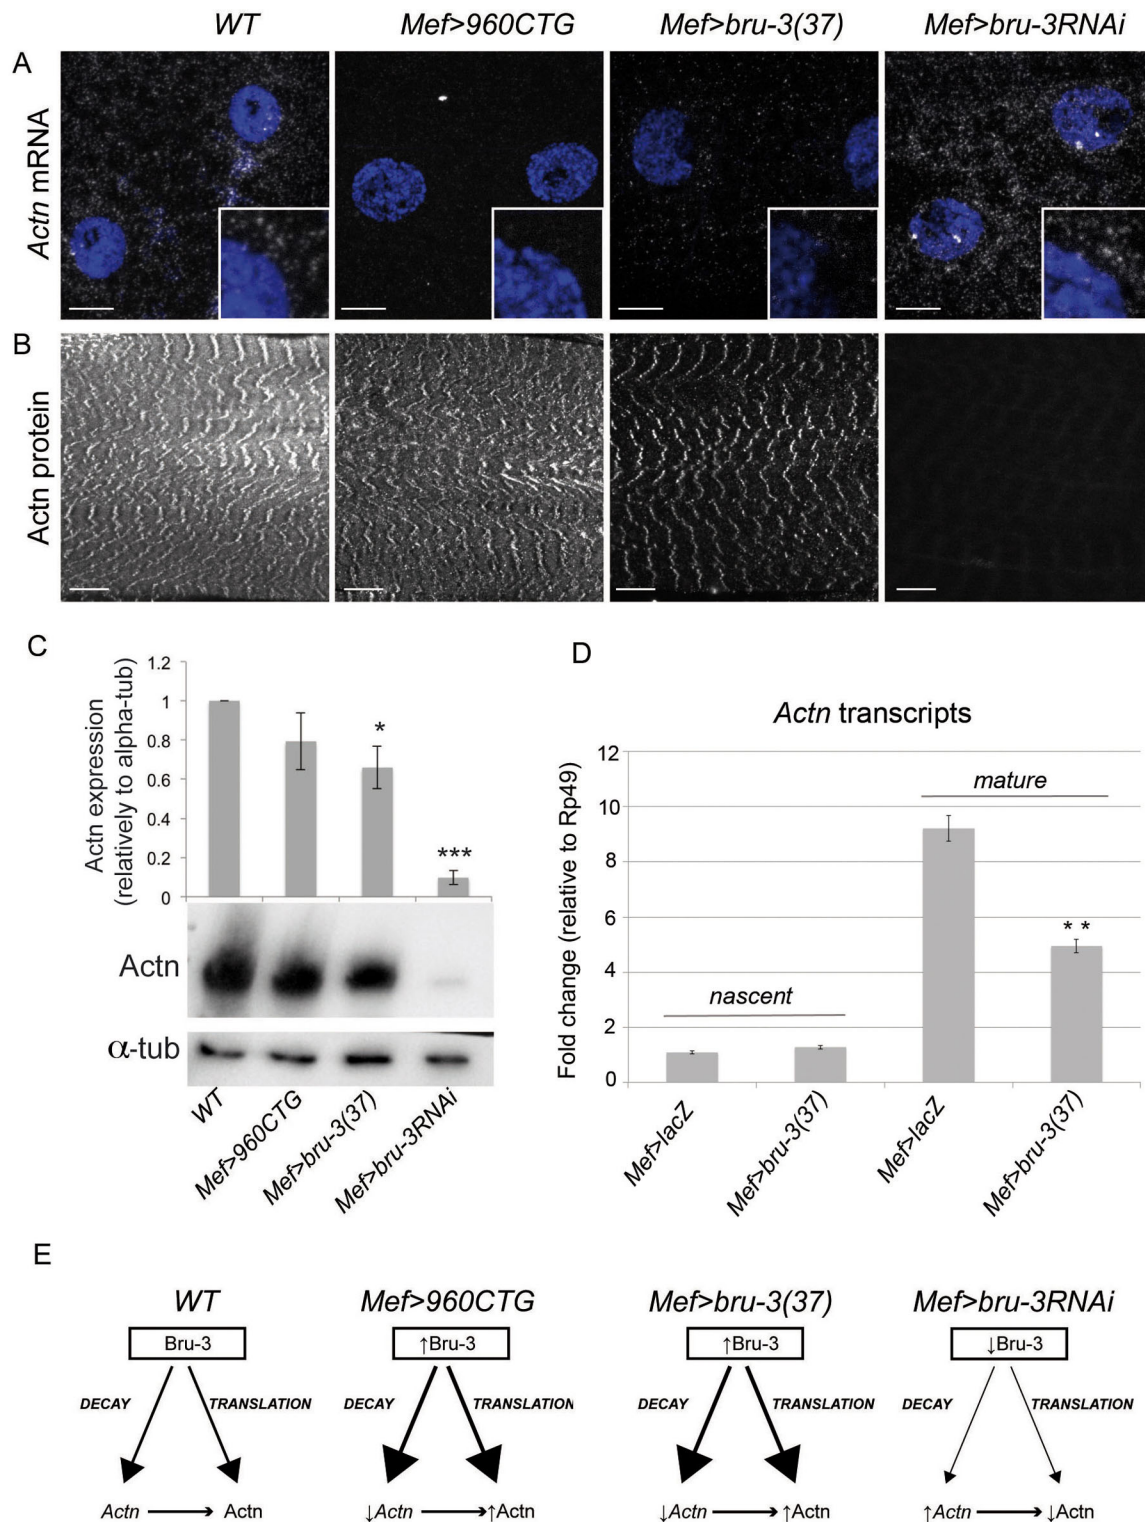 WT Mef>960CTG Mef>bru-3(37) Mef>bru-3RNAi
A
Actn mRNA
B
Actn protein
C
Actn expression
(relatively to alpha-tub)
1.2
1
0.8
0.6
0.4
0.2
0
*
***
Actn
α-tub
WT
Mef>960CTG
Mef>bru-3(37)
Mef>bru-3RNAi
D
Actn transcripts
Fold change (relative to Rp49)
12
10
8
6
4
2
0
nascent
mature
**
Mef>lacZ
Mef>bru-3(37)
Mef>lacZ
Mef>bru-3(37)
E
WT Mef>960CTG Mef>bru-3(37) Mef>bru-3RNAi
Bru-3 ↑Bru-3 ↑Bru-3 ↓Bru-3
DECAY TRANSLATION DECAY TRANSLATION DECAY TRANSLATION DECAY TRANSLATION
Actn → Actn ↓Actn → ↑Actn ↓Actn → ↑Actn ↑Actn → ↓Actn